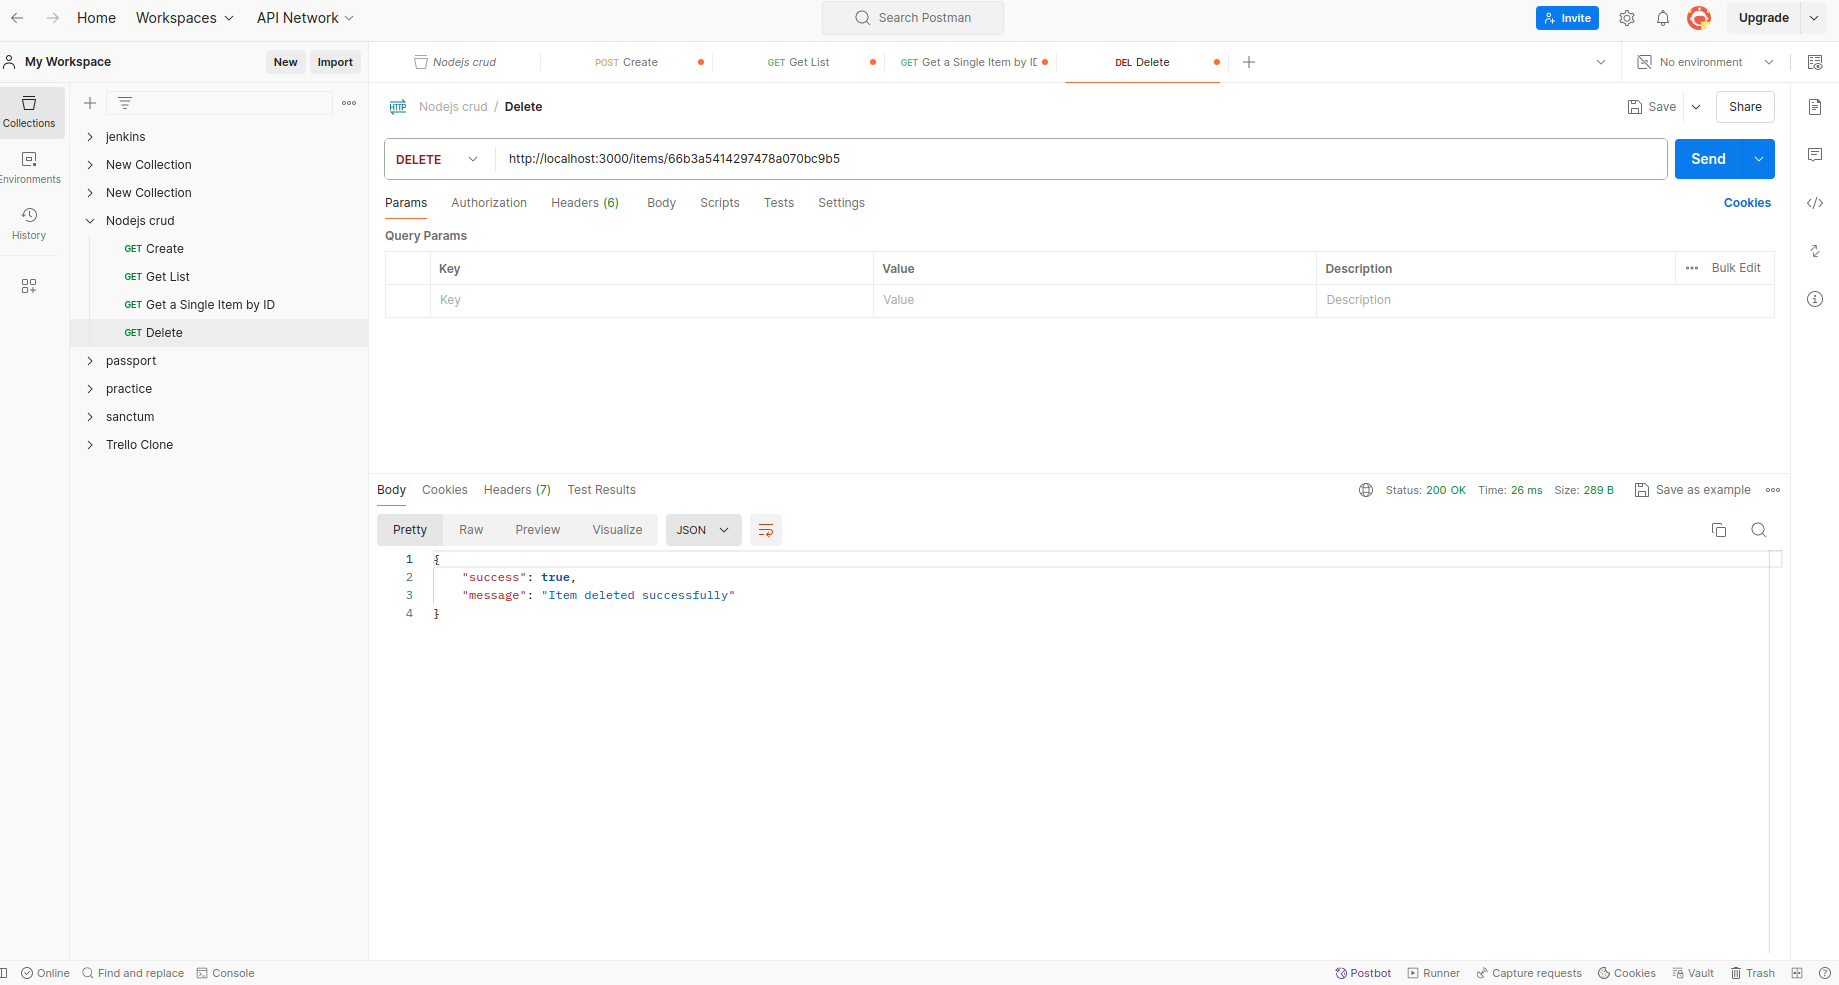 Home Workspaces API Network Search Postman Invite Upgrade
My Workspace New Import Nodejs crud POST Create GET Get List GET Get a Single Item by ID DEL Delete No environment
Collections
Environments
History
jenkins
New Collection
New Collection
Nodejs crud
GET Create
GET Get List
GET Get a Single Item by ID
GET Delete
passport
practice
sanctum
Trello Clone
HTTP Nodejs crud / Delete Save Share
DELETE http://localhost:3000/items/66b3a5414297478a070bc9b5 Send
Params Authorization Headers (6) Body Scripts Tests Settings Cookies
Query Params
Key Value Description Bulk Edit
Key Value Description
Body Cookies Headers (7) Test Results Status: 200 OK Time: 26 ms Size: 289 B Save as example
Pretty Raw Preview Visualize JSON
1 {
2 "success": true,
3 "message": "Item deleted successfully"
4 }
Online Find and replace Console Postbot Runner Capture requests Cookies Vault Trash